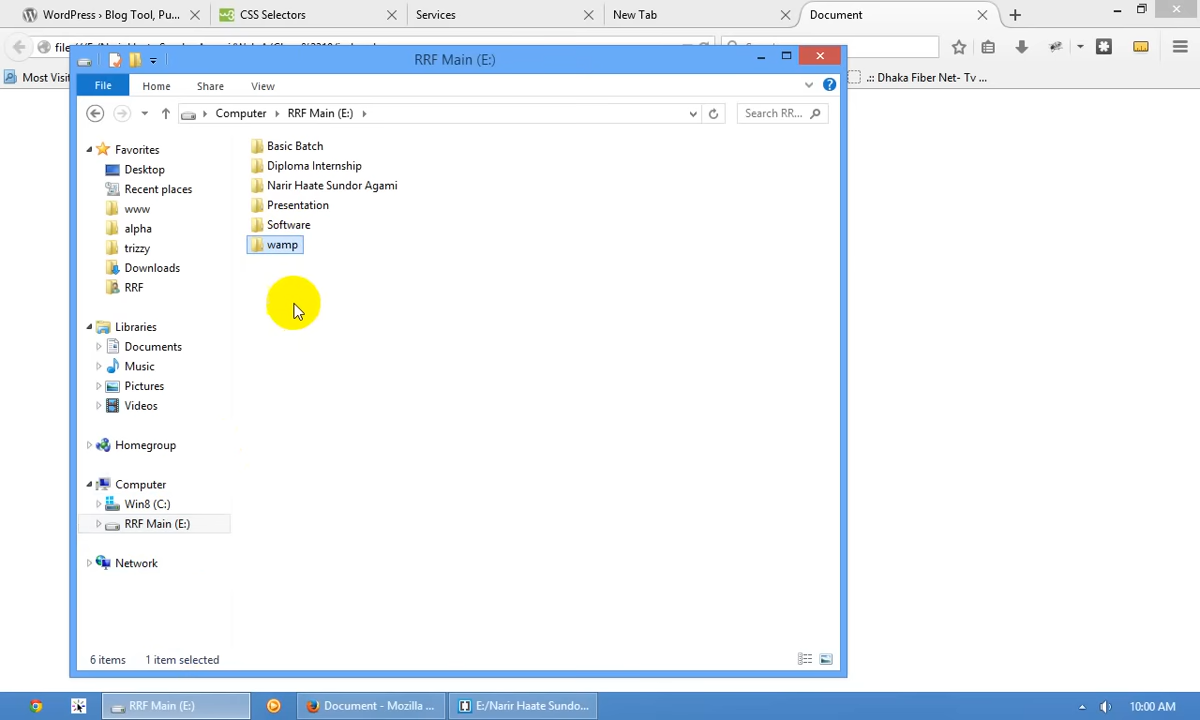 WordPress › Blog Tool, Pu...
CSS Selectors
Services
New Tab
Document
Most Visit
.:: Dhaka Fiber Net- Tv ...
RRF Main (E:)
File
Home
Share
View
Computer
RRF Main (E:)
Search RR...
Favorites
Desktop
Recent places
www
alpha
trizzy
Downloads
RRF
Libraries
Documents
Music
Pictures
Videos
Homegroup
Computer
Win8 (C:)
RRF Main (E:)
Network
Basic Batch
Diploma Internship
Narir Haate Sundor Agami
Presentation
Software
wamp
6 items
1 item selected
RRF Main (E:)
Document - Mozilla ...
E:/Narir Haate Sundo...
10:00 AM